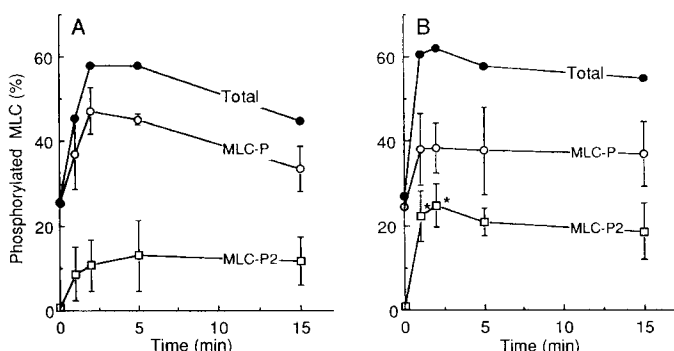 A
B
Phosphorylated MLC (%)
60
40
20
0
Total
MLC-P
MLC-P2
0
5
10
15
Time (min)
60
40
20
0
Total
MLC-P
* *
MLC-P2
0
5
10
15
Time (min)